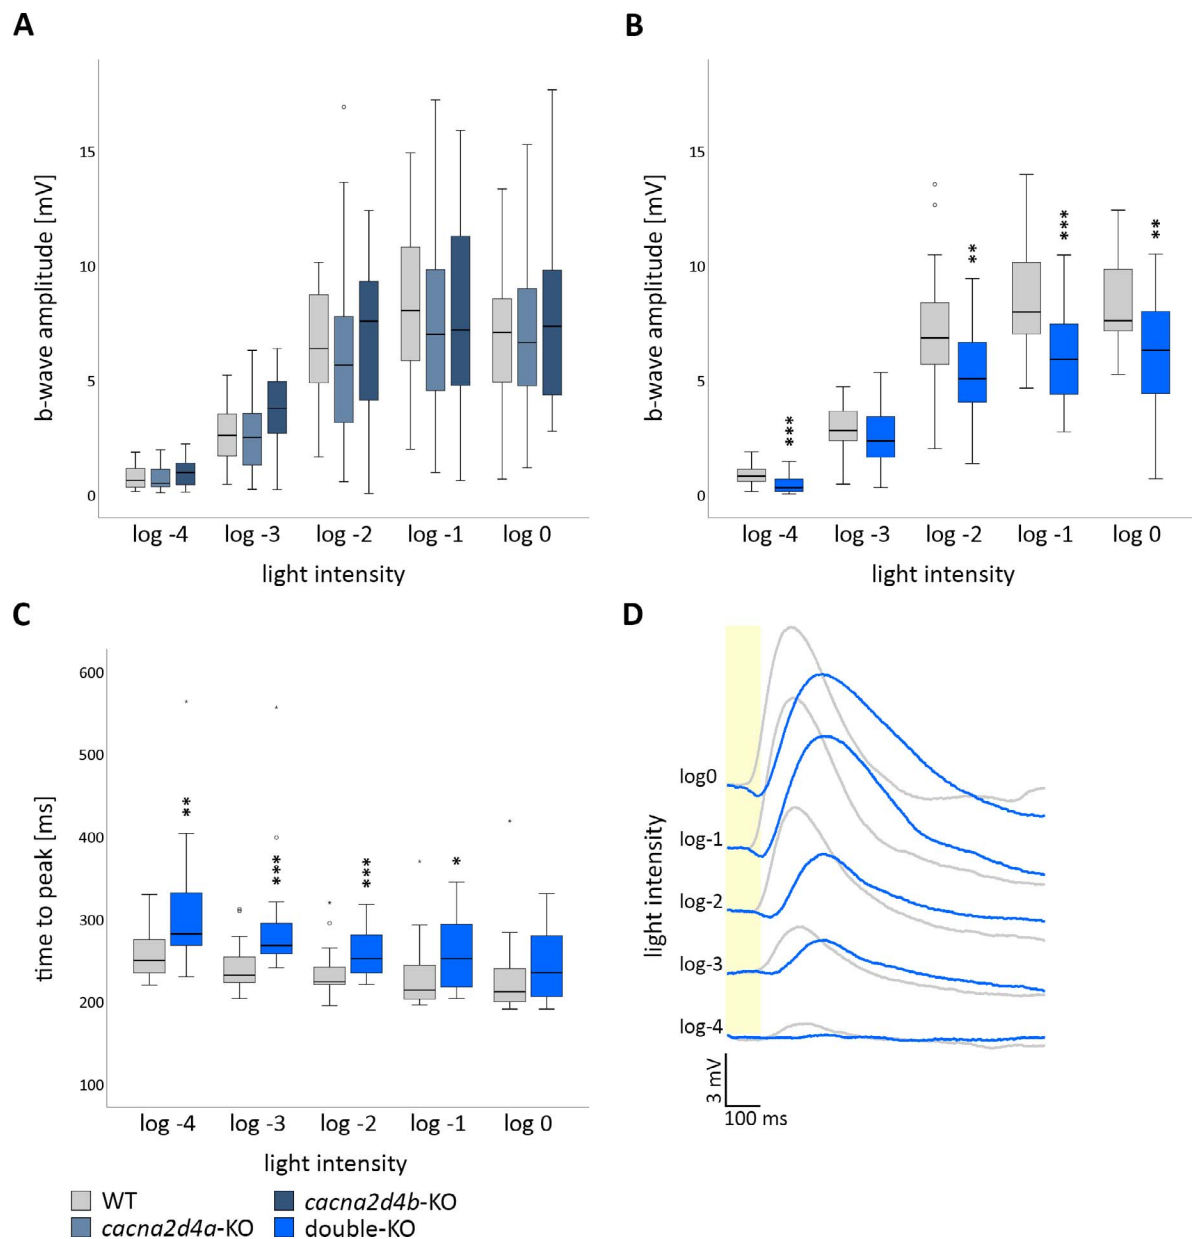 A
b-wave amplitude [mV]
15
10
5
0
log -4 log -3 log -2 log -1 log 0
light intensity
B
b-wave amplitude [mV]
15
10
5
0
***
**
***
**
log -4 log -3 log -2 log -1 log 0
light intensity
C
time to peak [ms]
600
500
400
300
200
100
**
***
***
*
log -4 log -3 log -2 log -1 log 0
light intensity
D
light intensity
log0
log-1
log-2
log-3
log-4
3 mV
100 ms
WT
cacna2d4a-KO
cacna2d4b-KO
double-KO